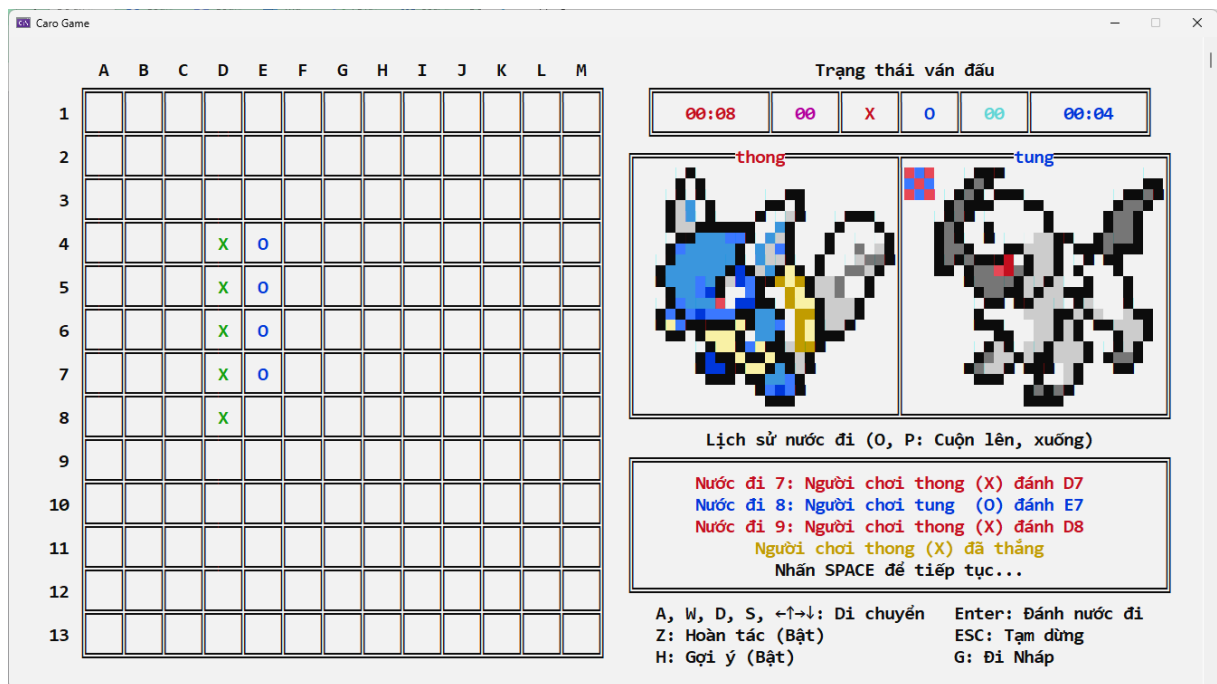 Caro Game
A B C D E F G H I J K L M
1
2
3
4 X O
5 X O
6 X O
7 X O
8 X
9
10
11
12
13
Trạng thái ván đấu
00:08 00 X O 00 00:04
thong tung
Lịch sử nước đi (O, P: Cuộn lên, xuống)
Nước đi 7: Người chơi thong (X) đánh D7
Nước đi 8: Người chơi tung (O) đánh E7
Nước đi 9: Người chơi thong (X) đánh D8
Người chơi thong (X) đã thắng
Nhấn SPACE để tiếp tục...
A, W, D, S, ←↑→↓: Di chuyển Enter: Đánh nước đi
Z: Hoàn tác (Bật) ESC: Tạm dừng
H: Gợi ý (Bật) G: Đi Nháp